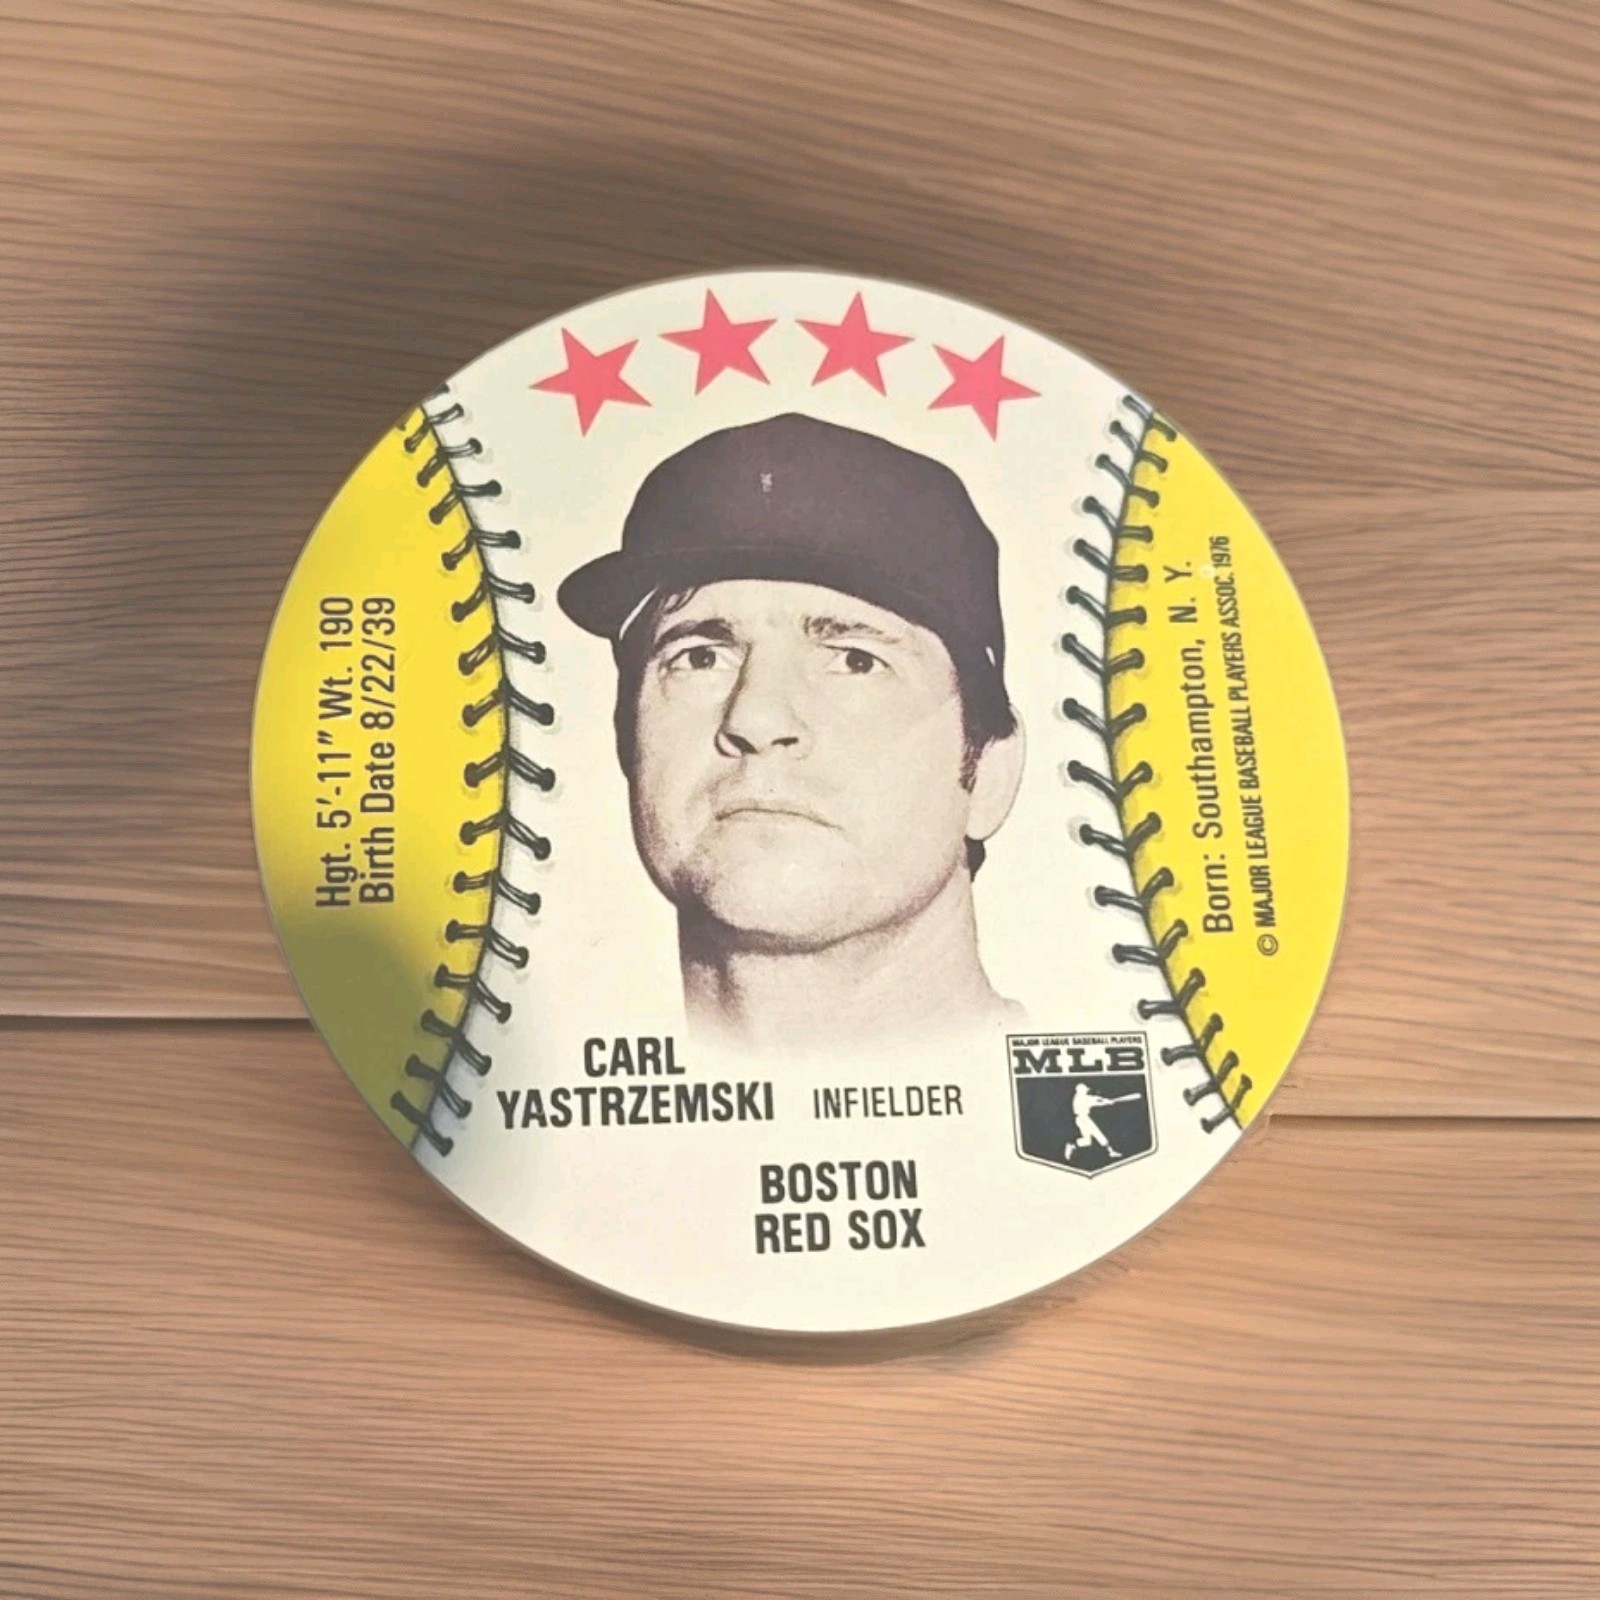 Hgt. 5'-11" Wt. 190
Birth Date 8/22/39
CARL
YASTRZEMSKI
INFIELDER
BOSTON
RED SOX
MAJOR LEAGUE BASEBALL PLAYERS
MLB
Born: Southampton, N. Y.
© MAJOR LEAGUE BASEBALL PLAYERS ASSOC. 1976